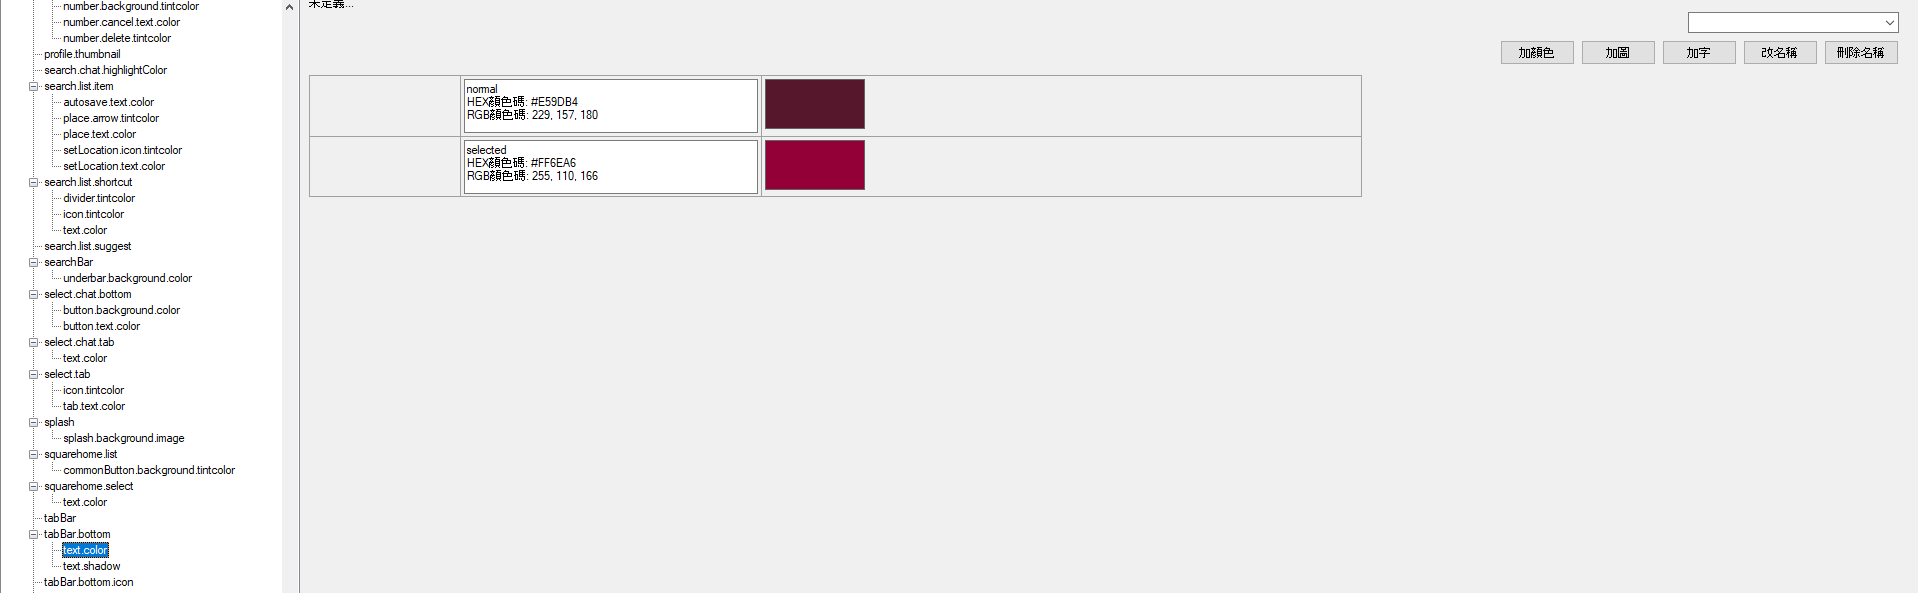 number.background.tintcolor
number.cancel.text.color
number.delete.tintcolor
profile.thumbnail
search.chat.highlightColor
search.list.item
autosave.text.color
place.arrow.tintcolor
place.text.color
setLocation.icon.tintcolor
setLocation.text.color
search.list.shortcut
divider.tintcolor
icon.tintcolor
text.color
search.list.suggest
searchBar
underbar.background.color
select.chat.bottom
button.background.color
button.text.color
select.chat.tab
text.color
select.tab
icon.tintcolor
tab.text.color
splash
splash.background.image
squarehome.list
commonButton.background.tintcolor
squarehome.select
text.color
tabBar
tabBar.bottom
text.color
text.shadow
tabBar.bottom.icon
未定義...
加顏色 加圖 加字 改名稱 刪除名稱
normal
HEX顏色碼: #E59DB4
RGB顏色碼: 229, 157, 180
selected
HEX顏色碼: #FF6EA6
RGB顏色碼: 255, 110, 166